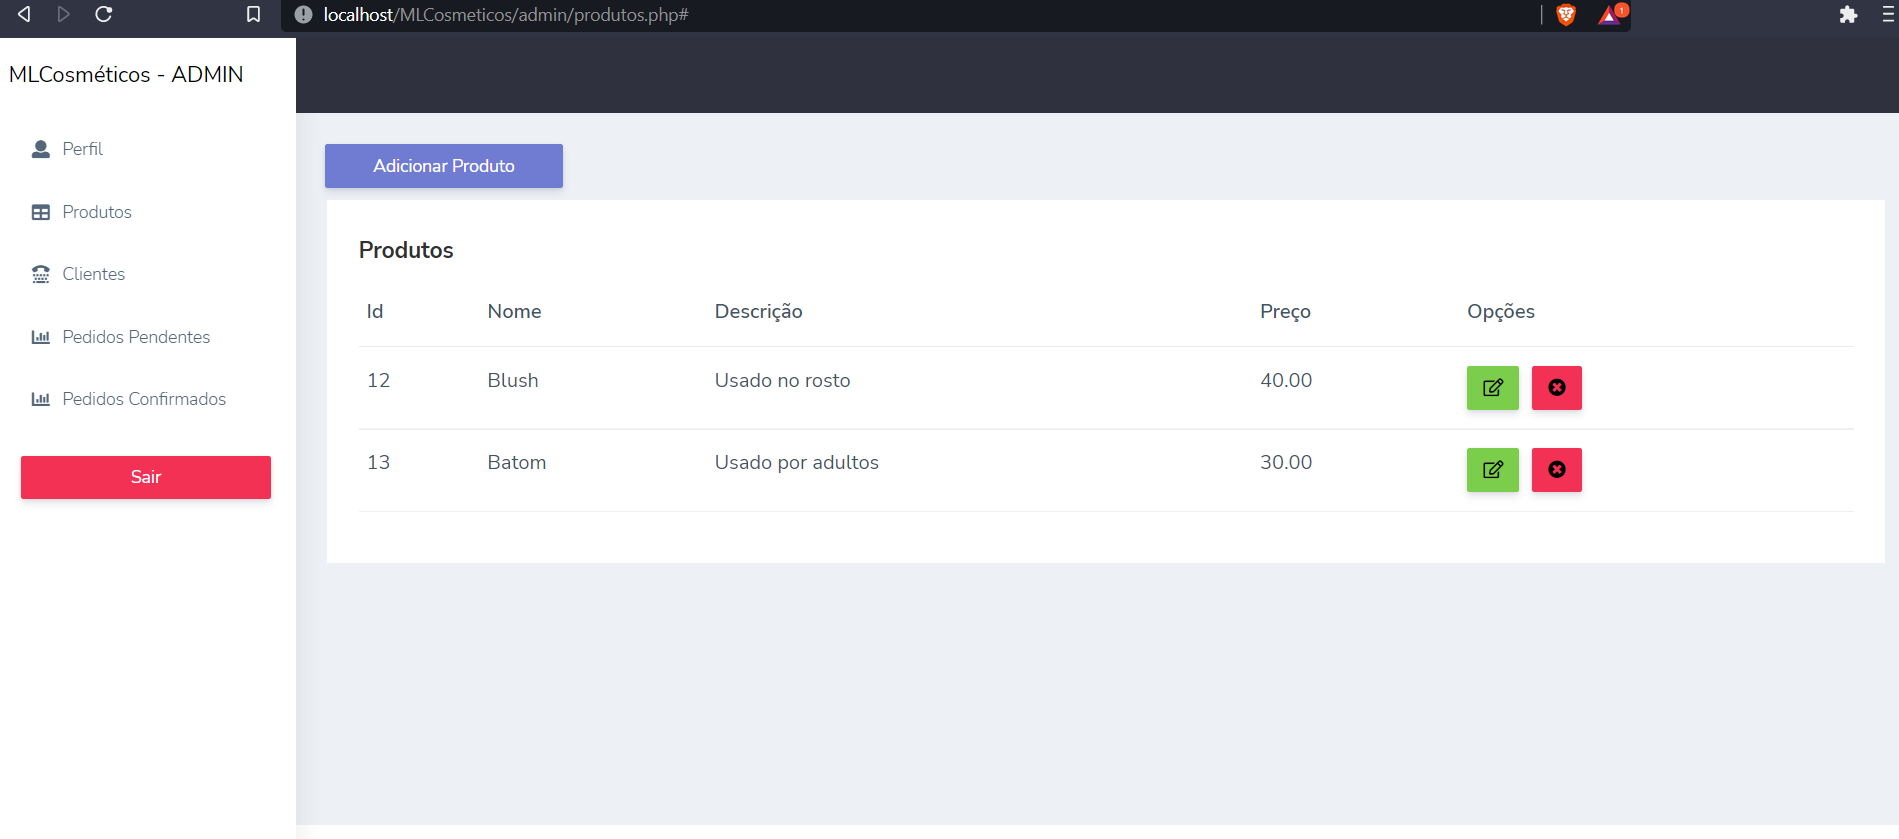 localhost/MLCosmeticos/admin/produtos.php#
1
MLCosméticos - ADMIN
Perfil
Produtos
Clientes
Pedidos Pendentes
Pedidos Confirmados
Sair
Adicionar Produto
Produtos
Id Nome Descrição Preço Opções
12 Blush Usado no rosto 40.00
13 Batom Usado por adultos 30.00